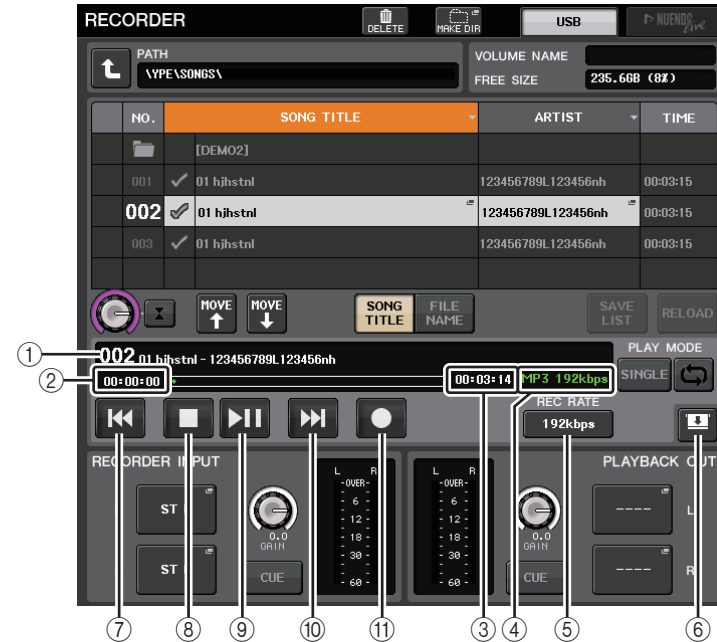 RECORDER DELETE MAKE DIR USB NUENDO Live
PATH VOLUME NAME
\YPE\SONGS\ FREE SIZE 235.6GB (8%)
NO. SONG TITLE ARTIST TIME
[DEMO2]
001 01 hjhstnl 123456789L123456nh 00:03:15
002 01 hjhstnl 123456789L123456nh 00:03:15
003 01 hjhstnl 123456789L123456nh 00:03:15
MOVE MOVE SONG TITLE FILE NAME SAVE LIST RELOAD
① 002 01 hjhstnl - 123456789L123456nh PLAY MODE
② 00:00:00 00:03:14 MP3 192kbps SINGLE
REC RATE
192kbps
RECORDER INPUT L R L R PLAYBACK OUT
-OVER- -OVER-
ST 6 6 ---- L
12 12
0.0 18 18 0.0
GAIN 30 30 GAIN
ST CUE 60 60 CUE ---- R
⑦ ⑧ ⑨ ⑩ ⑪ ③ ④ ⑤ ⑥